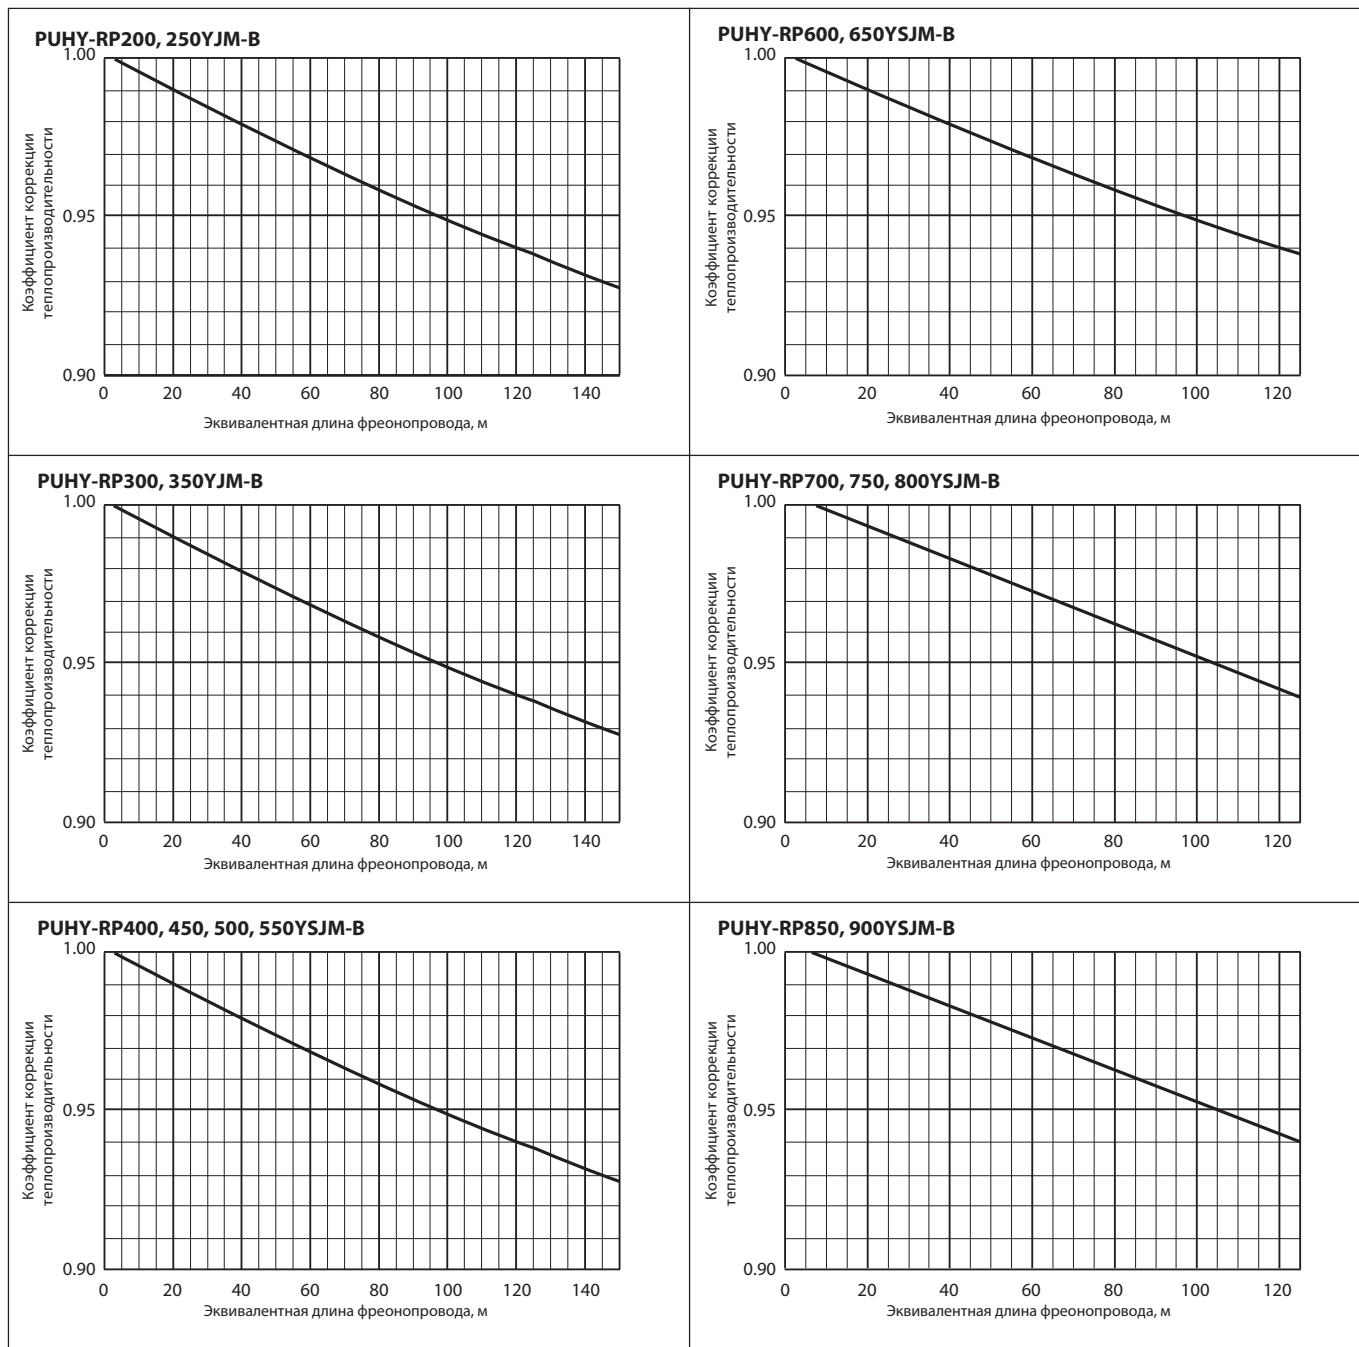 PUHY-RP200, 250YJM-B
1.00
0.95
0.90
Коэффициент коррекции
теплопроизводительности
0 20 40 60 80 100 120 140
Эквивалентная длина фреонопровода, м
PUHY-RP600, 650YSJM-B
1.00
0.95
0.90
Коэффициент коррекции
теплопроизводительности
0 20 40 60 80 100 120
Эквивалентная длина фреонопровода, м
PUHY-RP300, 350YJM-B
1.00
0.95
0.90
Коэффициент коррекции
теплопроизводительности
0 20 40 60 80 100 120 140
Эквивалентная длина фреонопровода, м
PUHY-RP700, 750, 800YSJM-B
1.00
0.95
0.90
Коэффициент коррекции
теплопроизводительности
0 20 40 60 80 100 120
Эквивалентная длина фреонопровода, м
PUHY-RP400, 450, 500, 550YSJM-B
1.00
0.95
0.90
Коэффициент коррекции
теплопроизводительности
0 20 40 60 80 100 120 140
Эквивалентная длина фреонопровода, м
PUHY-RP850, 900YSJM-B
1.00
0.95
0.90
Коэффициент коррекции
теплопроизводительности
0 20 40 60 80 100 120
Эквивалентная длина фреонопровода, м